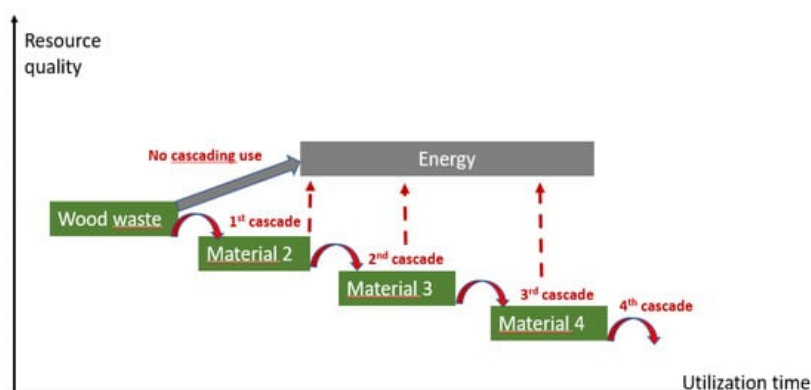 Resource
quality
No cascading use
Energy
Wood waste
1st cascade
Material 2
2nd cascade
Material 3
3rd cascade
Material 4
4th cascade
Utilization time